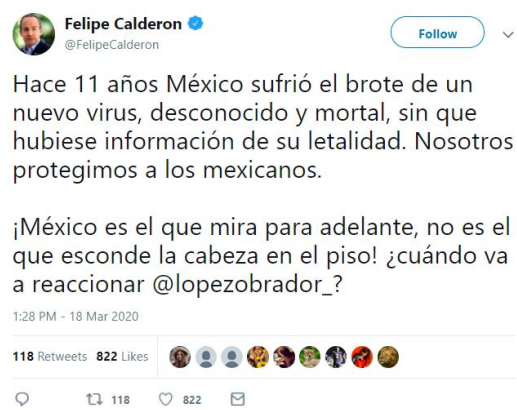 Felipe Calderon
@FelipeCalderon
Follow
Hace 11 años México sufrió el brote de un
nuevo virus, desconocido y mortal, sin que
hubiese información de su letalidad. Nosotros
protegimos a los mexicanos.
¡México es el que mira para adelante, no es el
que esconde la cabeza en el piso! ¿cuándo va
a reaccionar @lopezobrador_?
1:28 PM - 18 Mar 2020
118 Retweets 822 Likes
118 822